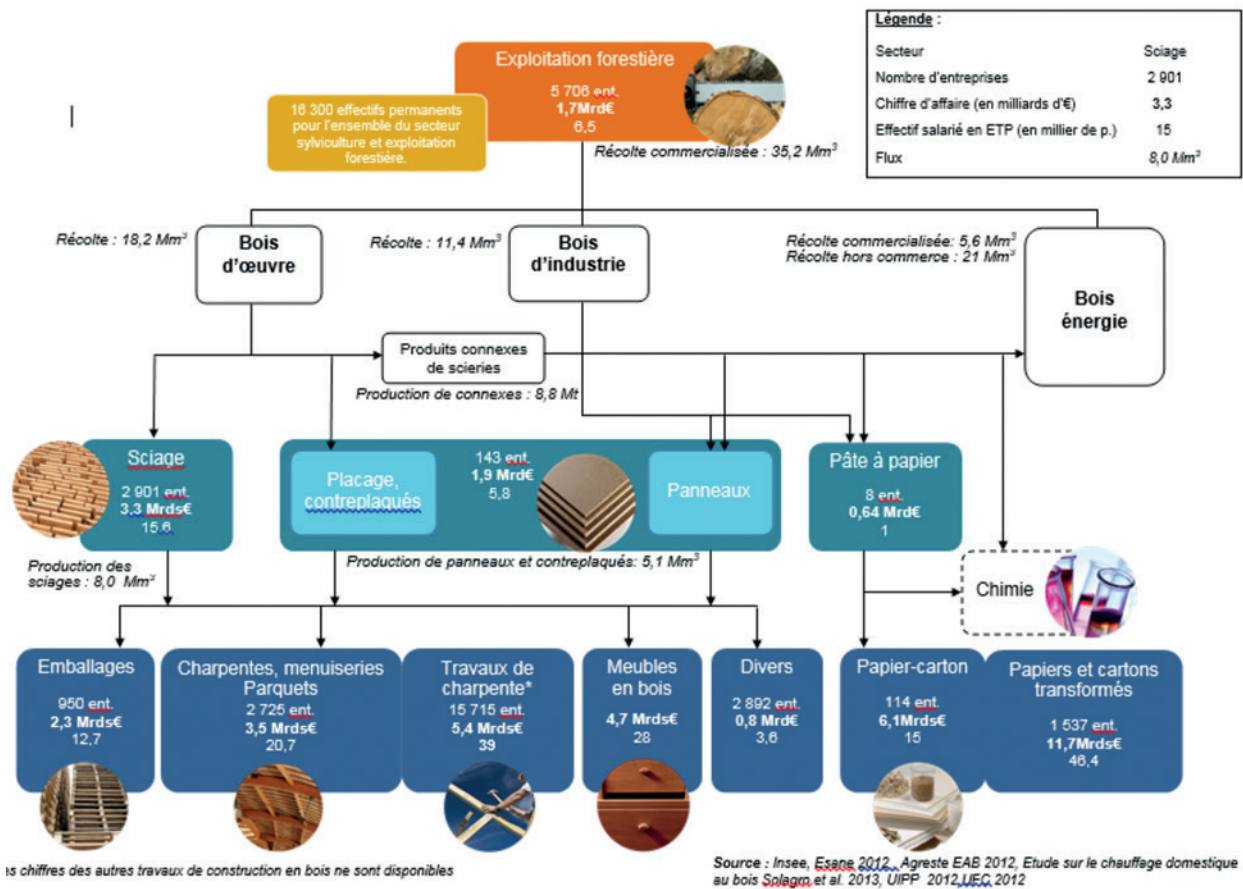 Exploitation forestière
5 706 ent.
1,7Mrd€
6,5
16 300 effectifs permanents
pour l'ensemble du secteur
sylviculture et exploitation
forestière.
Récolte commercialisée : 35,2 Mm³
Légende :
Secteur Sciage
Nombre d'entreprises 2 901
Chiffre d'affaire (en milliards d'€) 3,3
Effectif salarié en ETP (en millier de p.) 15
Flux 8,0 Mm³
Récolte : 18,2 Mm³
Bois
d'œuvre
Récolte : 11,4 Mm³
Bois
d'industrie
Récolte commercialisée: 5,6 Mm³
Récolte hors commerce : 21 Mm³
Bois
énergie
Produits connexes
de scieries
Production de connexes : 8,8 Mt
Sciage
2 901 ent.
3,3 Mrds€
15,6
Placage,
contreplaqués
143 ent.
1,9 Mrd€
5,8
Panneaux
Pâte à papier
8 ent.
0,64 Mrd€
1
Production des
sciages : 8,0 Mm³
Production de panneaux et contreplaqués: 5,1 Mm³
Chimie
Emballages
950 ent.
2,3 Mrds€
12,7
Charpentes, menuiseries
Parquets
2 725 ent.
3,5 Mrds€
20,7
Travaux de
charpente*
15 715 ent.
5,4 Mrds€
39
Meubles
en bois
4,7 Mrds€
28
Divers
2 892 ent.
0,8 Mrd€
3,6
Papier-carton
114 ent.
6,1Mrds€
15
Papiers et cartons
transformés
1 537 ent.
11,7Mrds€
46,4
es chiffres des autres travaux de construction en bois ne sont disponibles
Source : Insee, Esane 2012, Agreste EAB 2012, Etude sur le chauffage domestique
au bois Solagro et al. 2013, UIPP 2012,UEC 2012